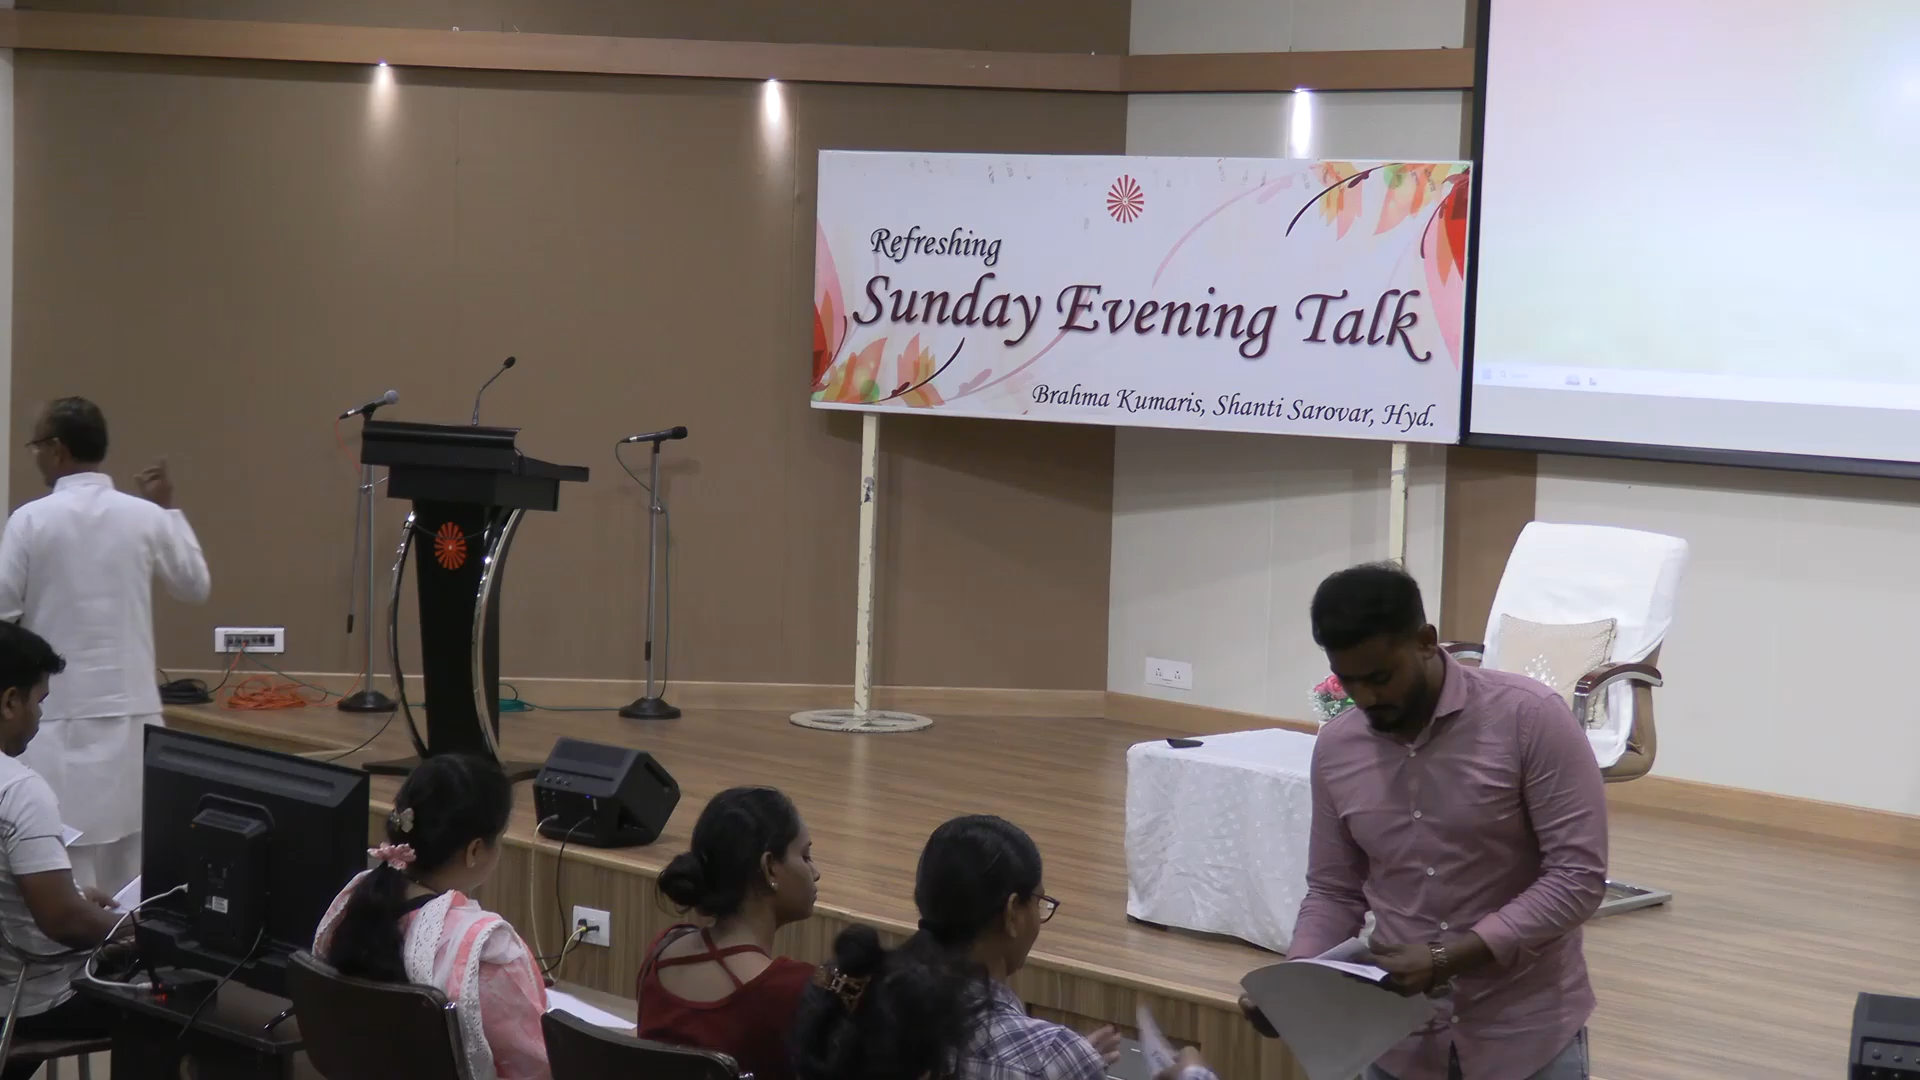 Refreshing
Sunday Evening Talk
Brahma Kumaris, Shanti Sarovar, Hyd.